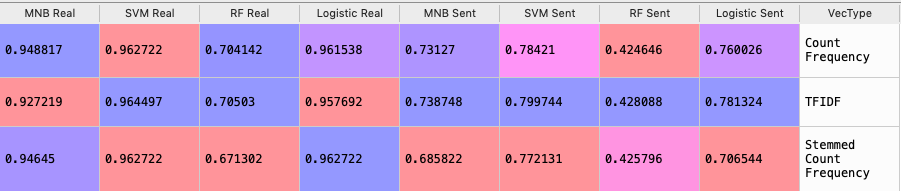 MNB Real SVM Real RF Real Logistic Real MNB Sent SVM Sent RF Sent Logistic Sent VecType
0.948817 0.962722 0.704142 0.961538 0.73127 0.78421 0.424646 0.760026 Count
Frequency
0.927219 0.964497 0.70503 0.957692 0.738748 0.799744 0.428088 0.781324 TFIDF
0.94645 0.962722 0.671302 0.962722 0.685822 0.772131 0.425796 0.706544 Stemmed
Count
Frequency